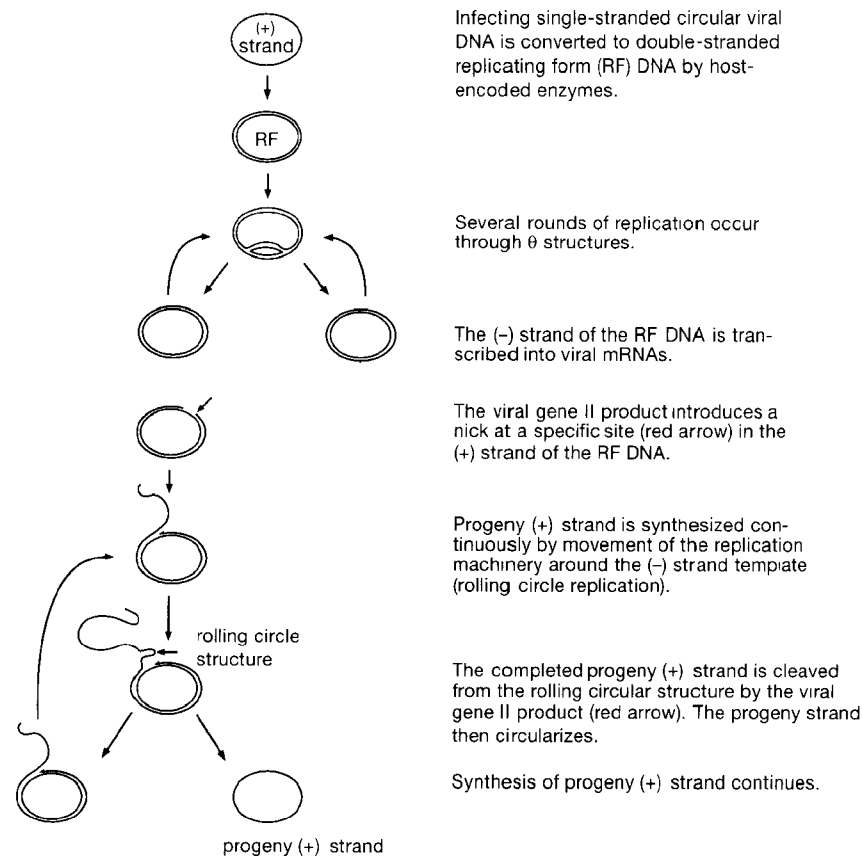 (+)
strand
Infecting single-stranded circular viral
DNA is converted to double-stranded
replicating form (RF) DNA by host-
encoded enzymes.
RF
Several rounds of replication occur
through θ structures.
The (–) strand of the RF DNA is tran-
scribed into viral mRNAs.
The viral gene II product introduces a
nick at a specific site (red arrow) in the
(+) strand of the RF DNA.
Progeny (+) strand is synthesized con-
tinuously by movement of the replication
machinery around the (–) strand template
(rolling circle replication).
rolling circle
structure
The completed progeny (+) strand is cleaved
from the rolling circular structure by the viral
gene II product (red arrow). The progeny strand
then circularizes.
Synthesis of progeny (+) strand continues.
progeny (+) strand